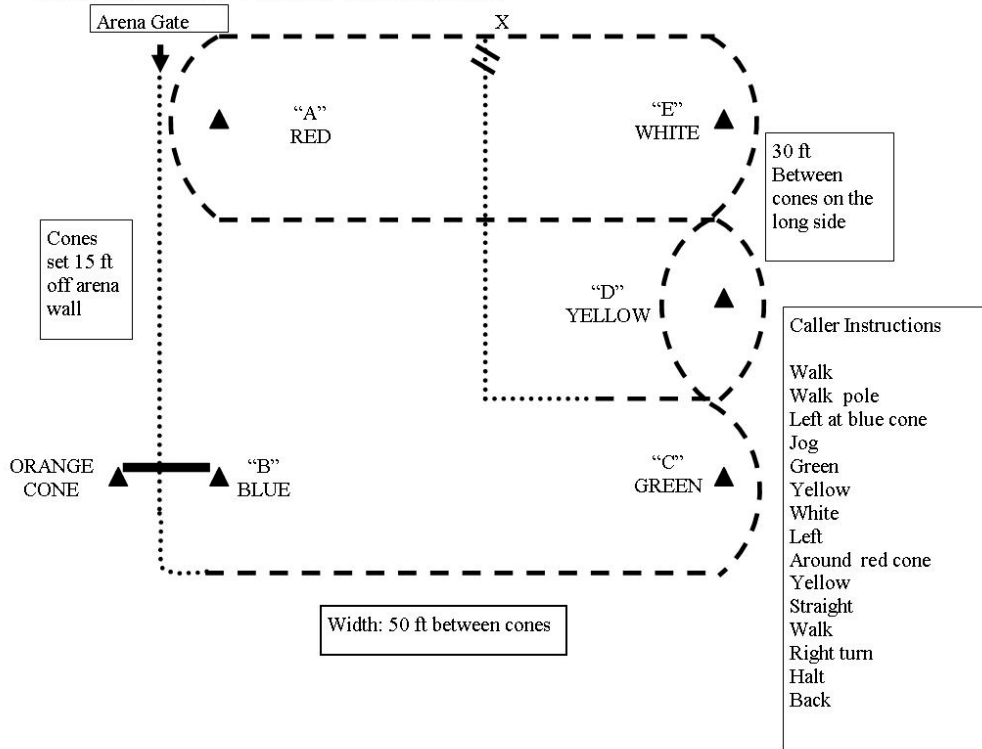 Arena Gate
X
“A”
RED
“E”
WHITE
30 ft
Between
cones on the
long side
Cones
set 15 ft
off arena
wall
“D”
YELLOW
Caller Instructions
Walk
Walk pole
Left at blue cone
Jog
Green
Yellow
White
Left
Around red cone
Yellow
Straight
Walk
Right turn
Halt
Back
ORANGE
CONE
“B”
BLUE
“C”
GREEN
Width: 50 ft between cones